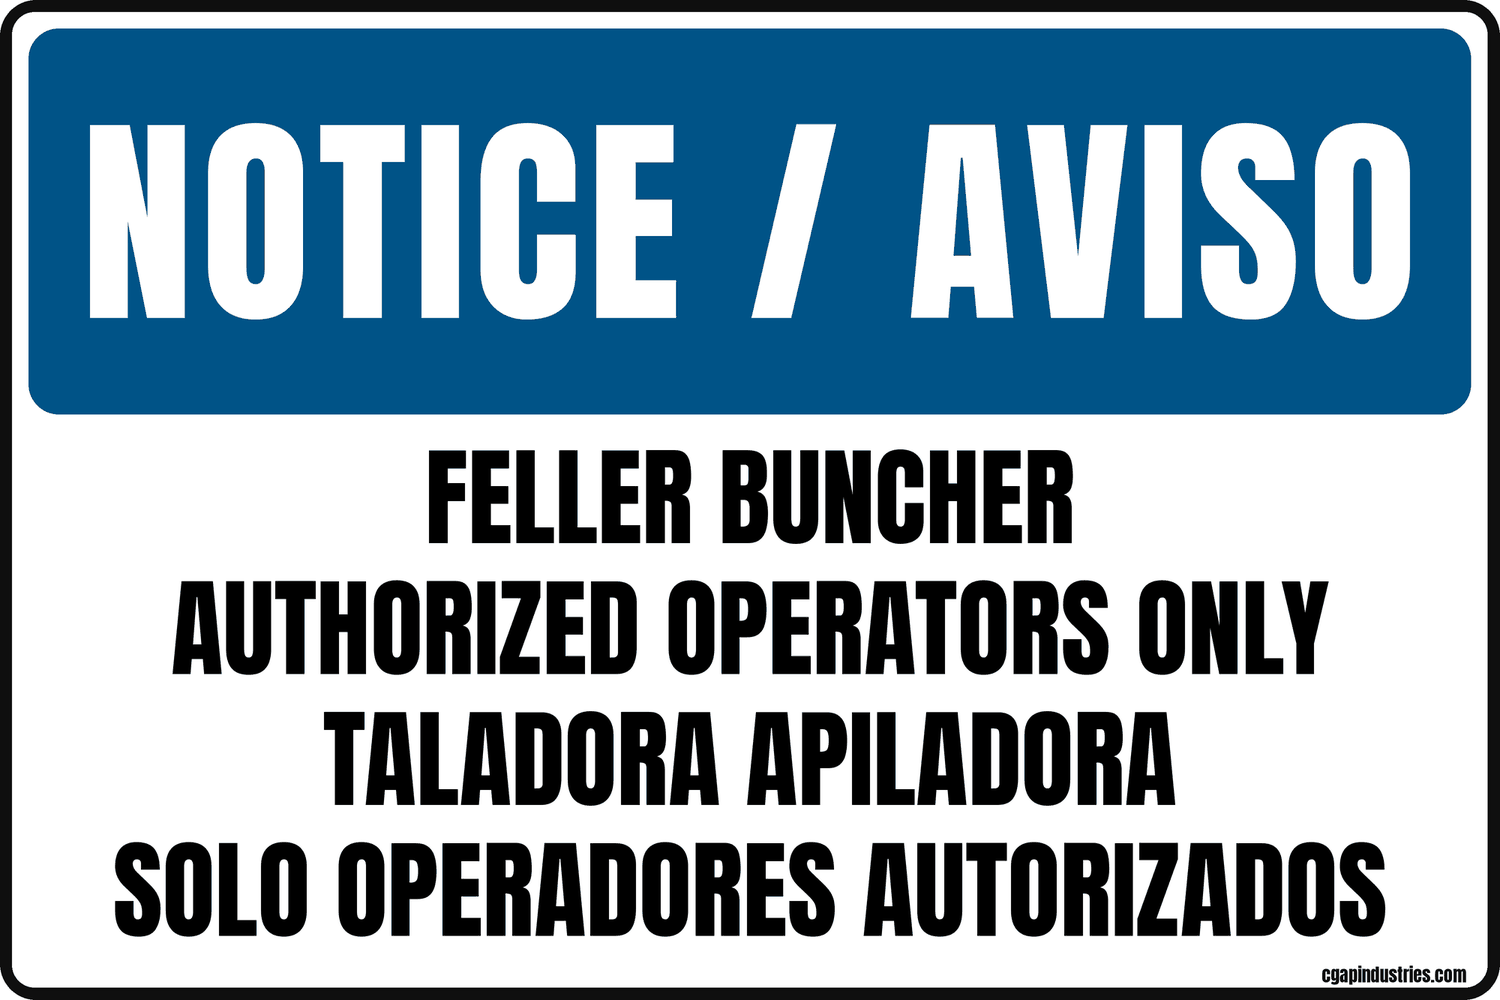 NOTICE / AVISO
FELLER BUNCHER
AUTHORIZED OPERATORS ONLY
TALADORA APILADORA
SOLO OPERADORES AUTORIZADOS
cgapindustries.com